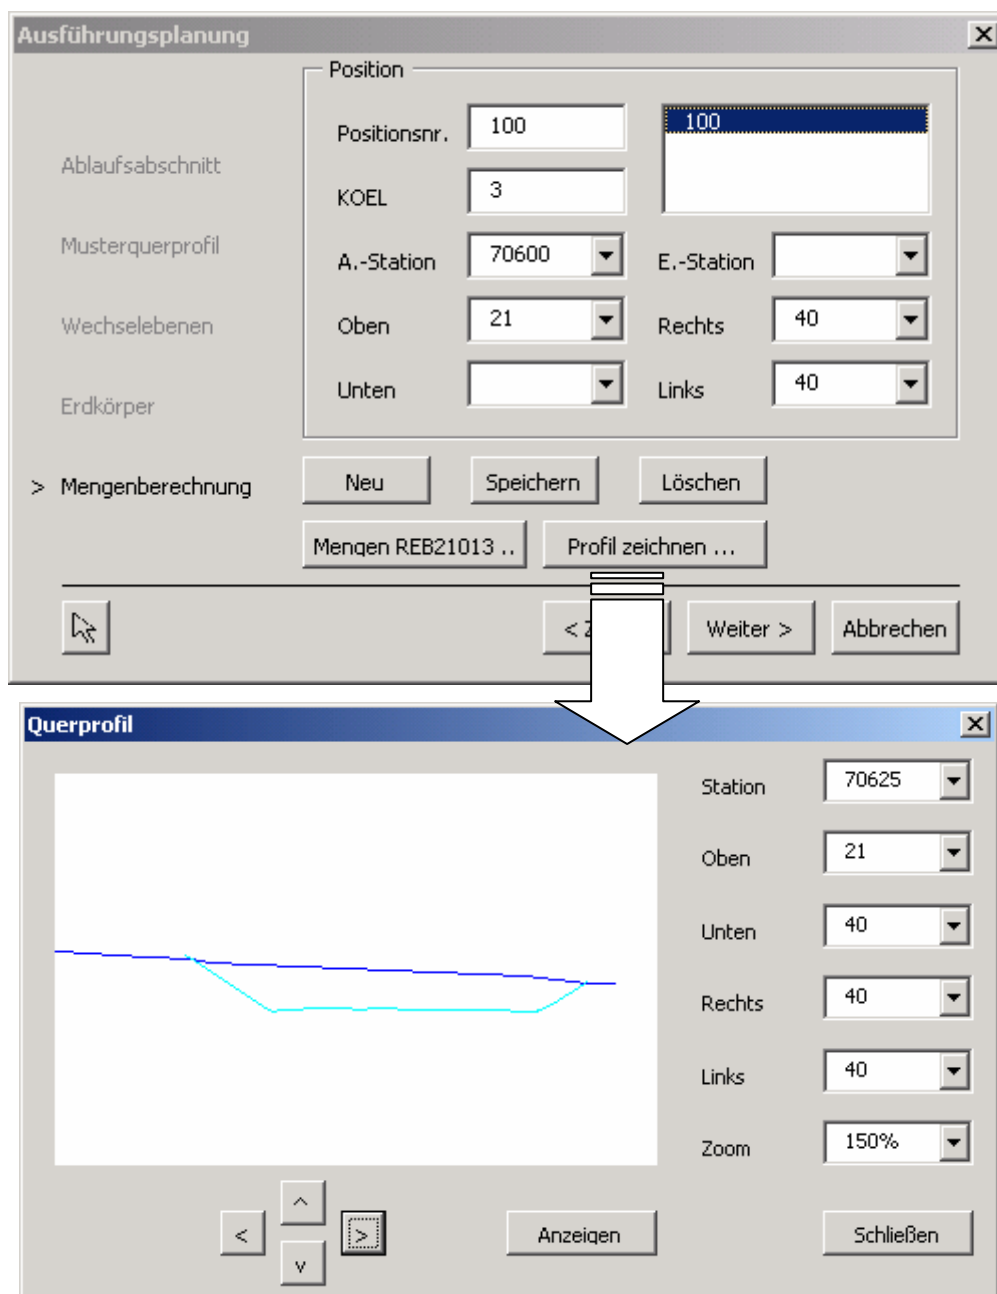 Ausführungsplanung
Position
Positionsnr. 100 100
Ablaufsabschnitt
KOEL 3
Musterquerprofil
A.-Station 70600 E.-Station
Wechselebenen
Oben 21 Rechts 40
Unten Links 40
Erdkörper
> Mengenberechnung Neu Speichern Löschen
Mengen REB21013 .. Profil zeichnen ...
< Weiter > Abbrechen
Querprofil
Station 70625
Oben 21
Unten 40
Rechts 40
Links 40
Zoom 150%
^
< > Anzeigen Schließen
v